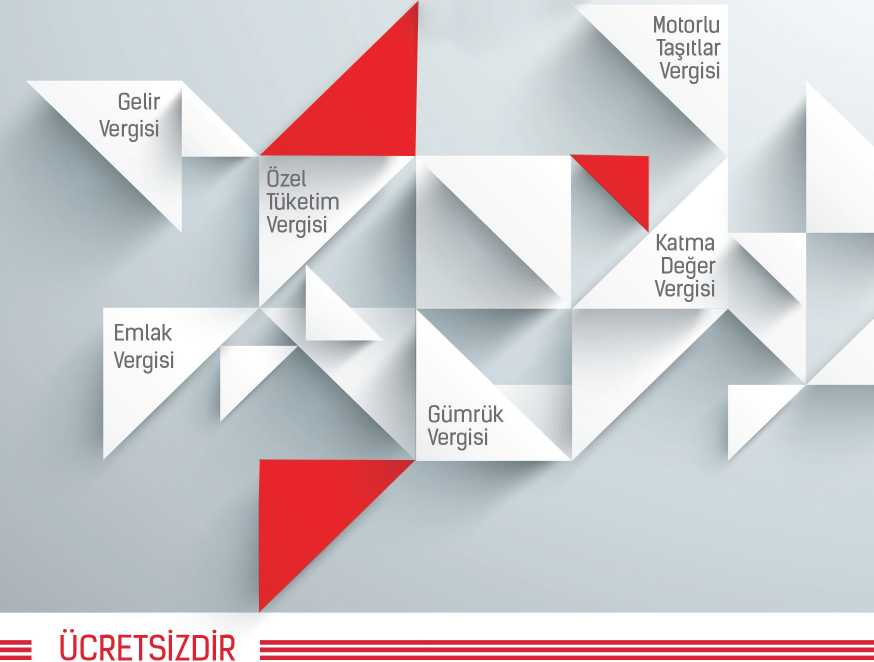 Motorlu
Taşıtlar
Vergisi
Gelir
Vergisi
Özel
Tüketim
Vergisi
Katma
Değer
Vergisi
Emlak
Vergisi
Gümrük
Vergisi
ÜCRETSİZDİR